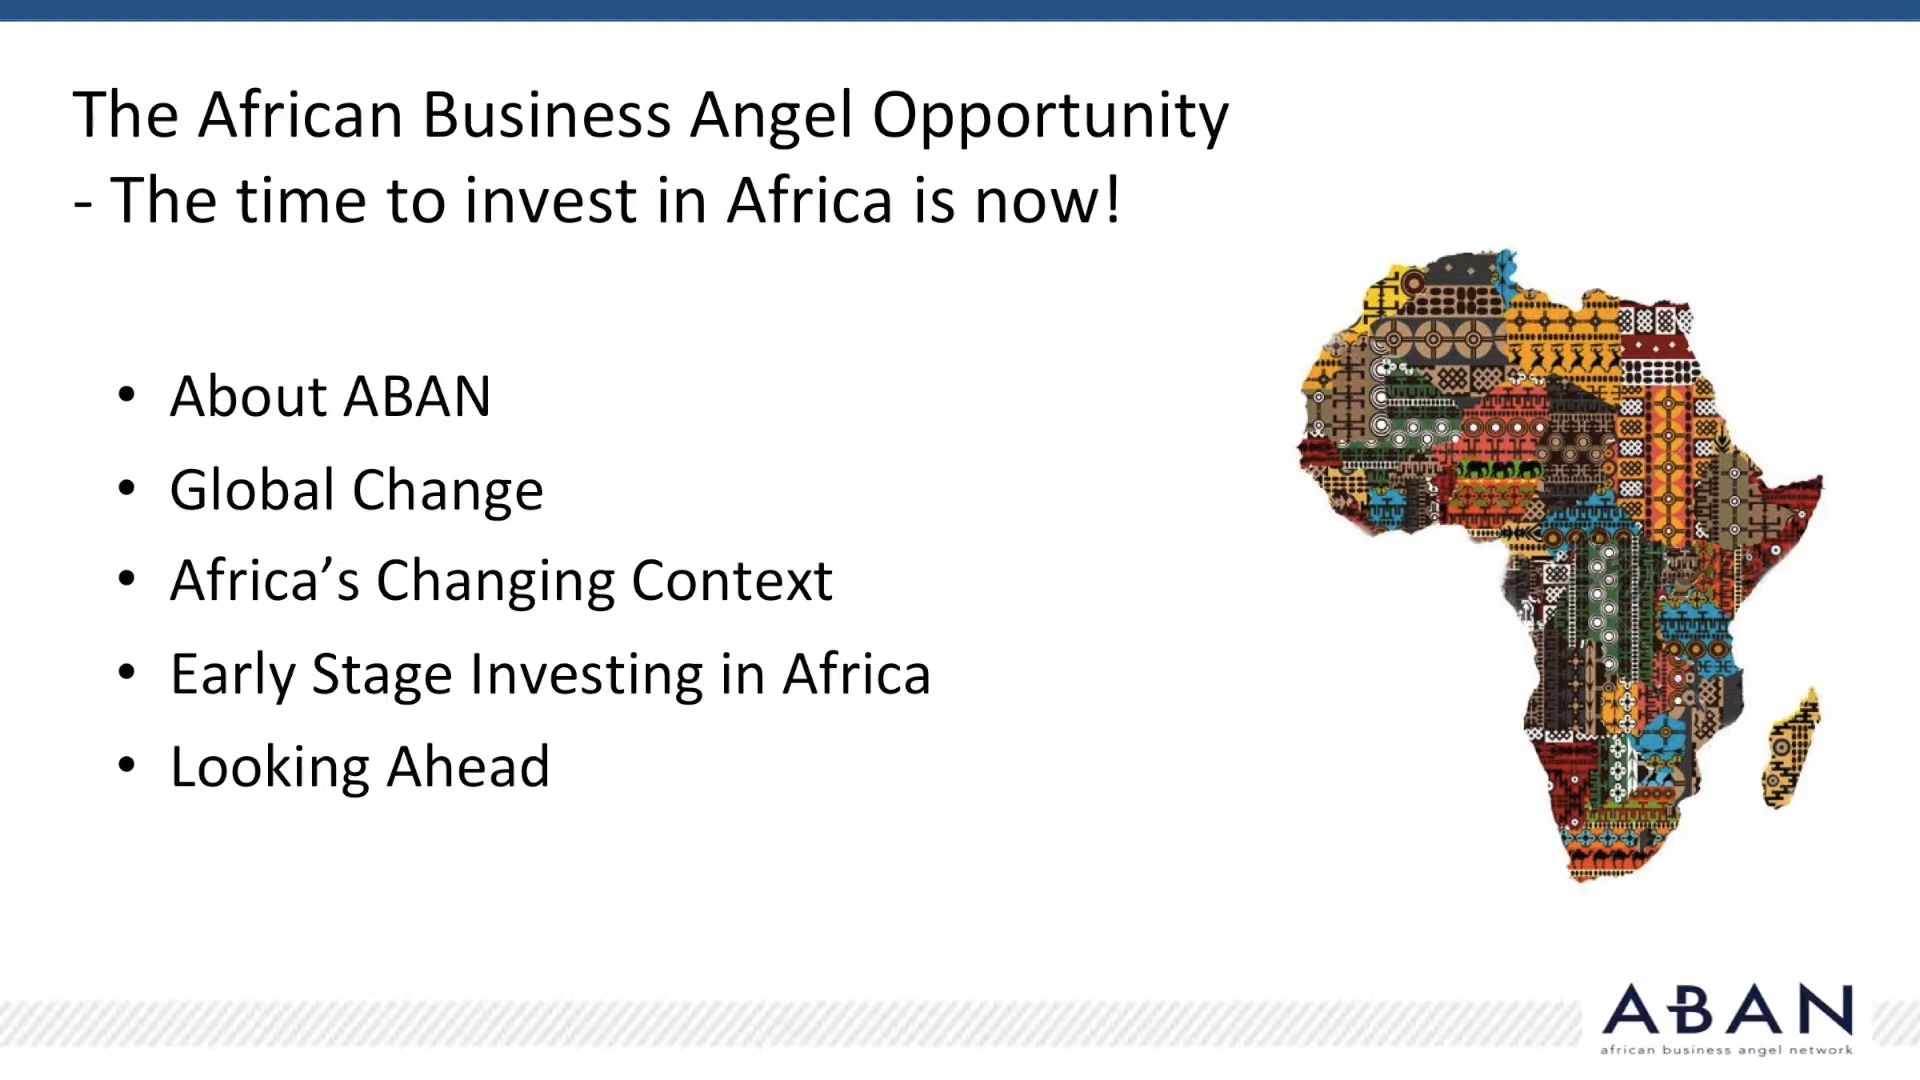 The African Business Angel Opportunity
- The time to invest in Africa is now!
• About ABAN
• Global Change
• Africa’s Changing Context
• Early Stage Investing in Africa
• Looking Ahead
ABAN
african business angel network